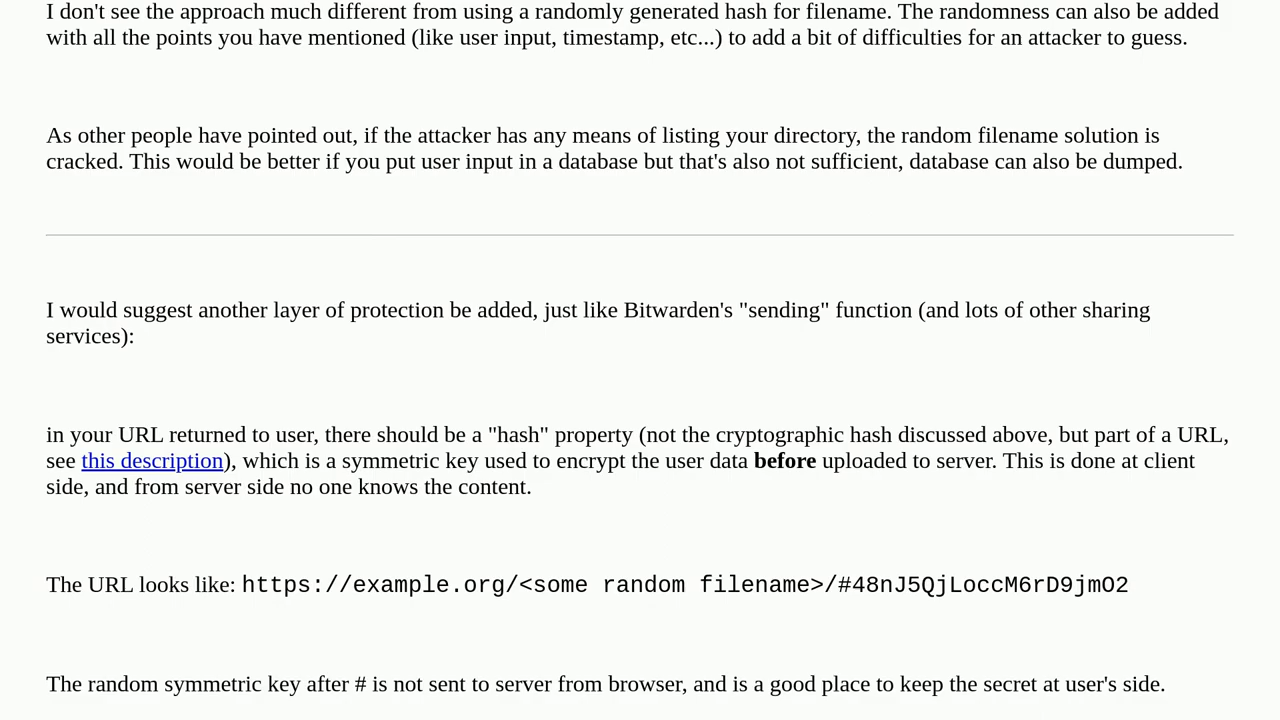 I don't see the approach much different from using a randomly generated hash for filename. The randomness can also be added
with all the points you have mentioned (like user input, timestamp, etc...) to add a bit of difficulties for an attacker to guess.
As other people have pointed out, if the attacker has any means of listing your directory, the random filename solution is
cracked. This would be better if you put user input in a database but that's also not sufficient, database can also be dumped.
I would suggest another layer of protection be added, just like Bitwarden's "sending" function (and lots of other sharing
services):
in your URL returned to user, there should be a "hash" property (not the cryptographic hash discussed above, but part of a URL,
see this description), which is a symmetric key used to encrypt the user data before uploaded to server. This is done at client
side, and from server side no one knows the content.
The URL looks like: https://example.org/<some random filename>/#48nJ5QjLoccM6rD9jmO2
The random symmetric key after # is not sent to server from browser, and is a good place to keep the secret at user's side.